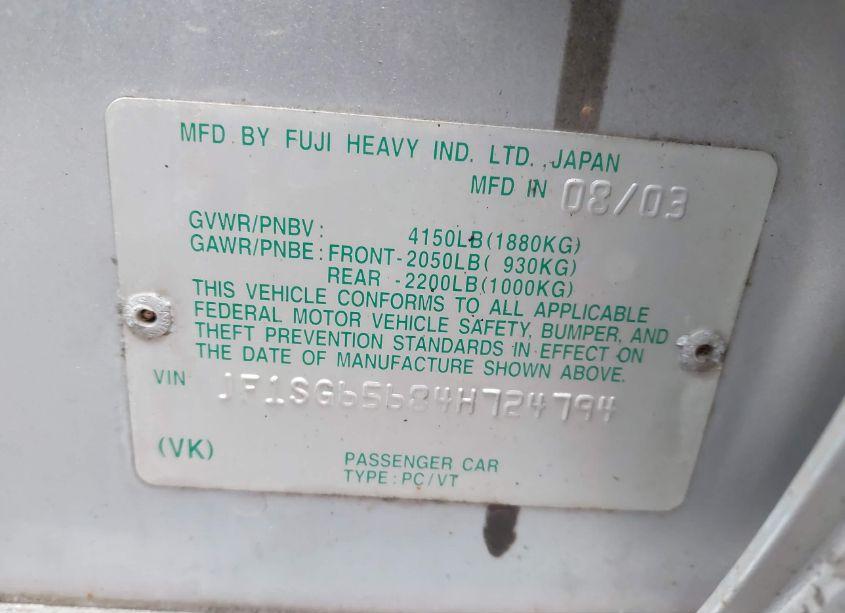 MFD BY FUJI HEAVY IND. LTD., JAPAN
MFD IN 08/03
GVWR/PNBV: 4150LB(1880KG)
GAWR/PNBE: FRONT-2050LB( 930KG)
REAR -2200LB(1000KG)
THIS VEHICLE CONFORMS TO ALL APPLICABLE
FEDERAL MOTOR VEHICLE SAFETY, BUMPER, AND
THEFT PREVENTION STANDARDS IN EFFECT ON
THE DATE OF MANUFACTURE SHOWN ABOVE.
VIN JF1SG65684H724794
(VK)
PASSENGER CAR
TYPE: PC/VT